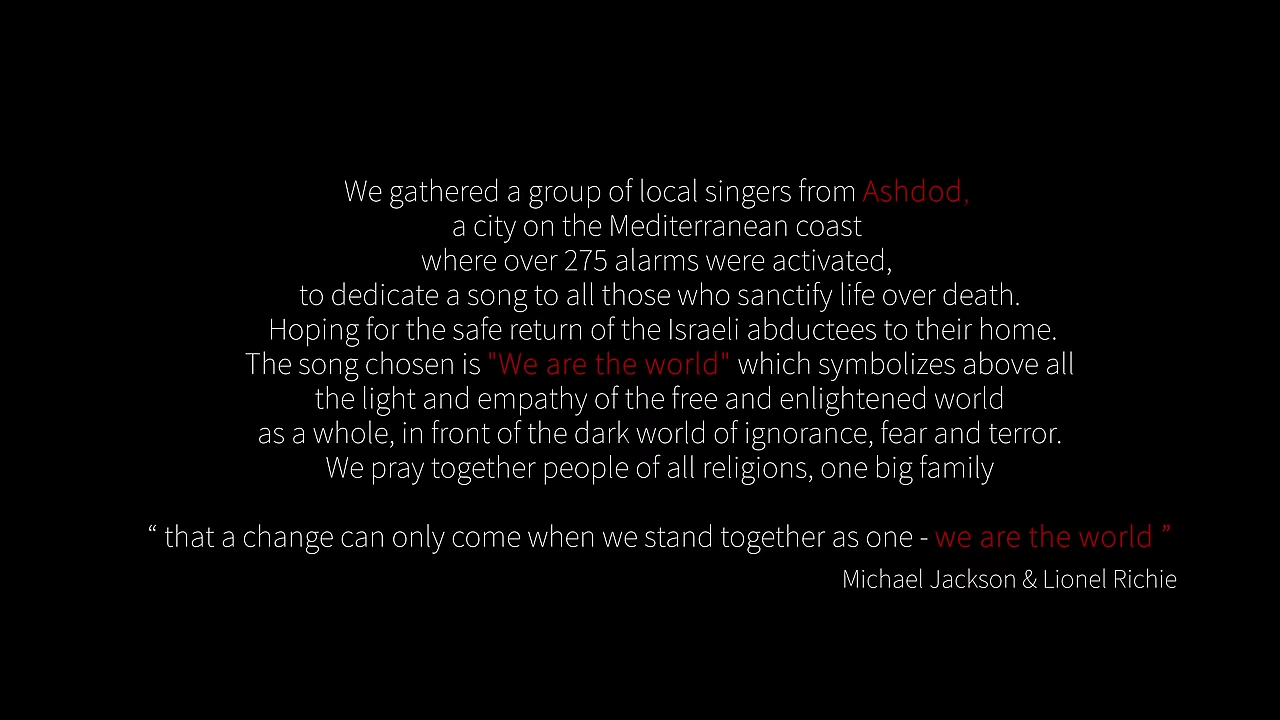 We gathered a group of local singers from Ashdod,
a city on the Mediterranean coast
where over 275 alarms were activated,
to dedicate a song to all those who sanctify life over death.
Hoping for the safe return of the Israeli abductees to their home.
The song chosen is "We are the world" which symbolizes above all
the light and empathy of the free and enlightened world
as a whole, in front of the dark world of ignorance, fear and terror.
We pray together people of all religions, one big family
“ that a change can only come when we stand together as one - we are the world ”
Michael Jackson & Lionel Richie